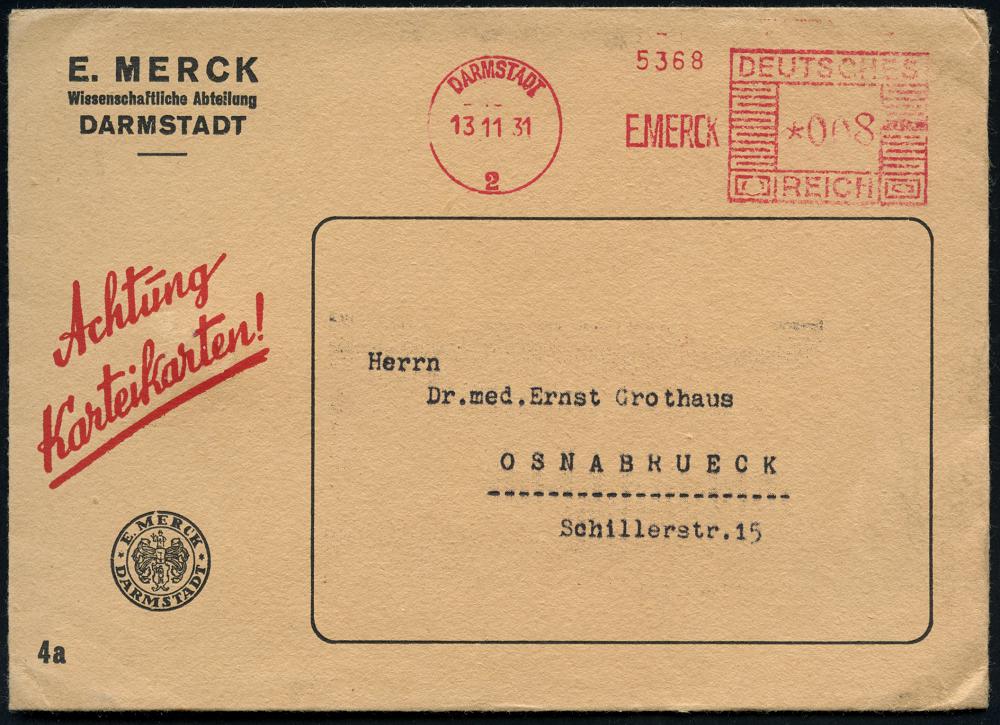 E. MERCK
Wissenschaftliche Abteilung
DARMSTADT
DARMSTADT
13 11 31
2
5368
EMERCK
DEUTSCHES
*008
REICH
Achtung
Karteikarten!
Herrn
Dr.med.Ernst Grothaus
OSNABRUECK
Schillerstr.15
E. MERCK
DARMSTADT
4a